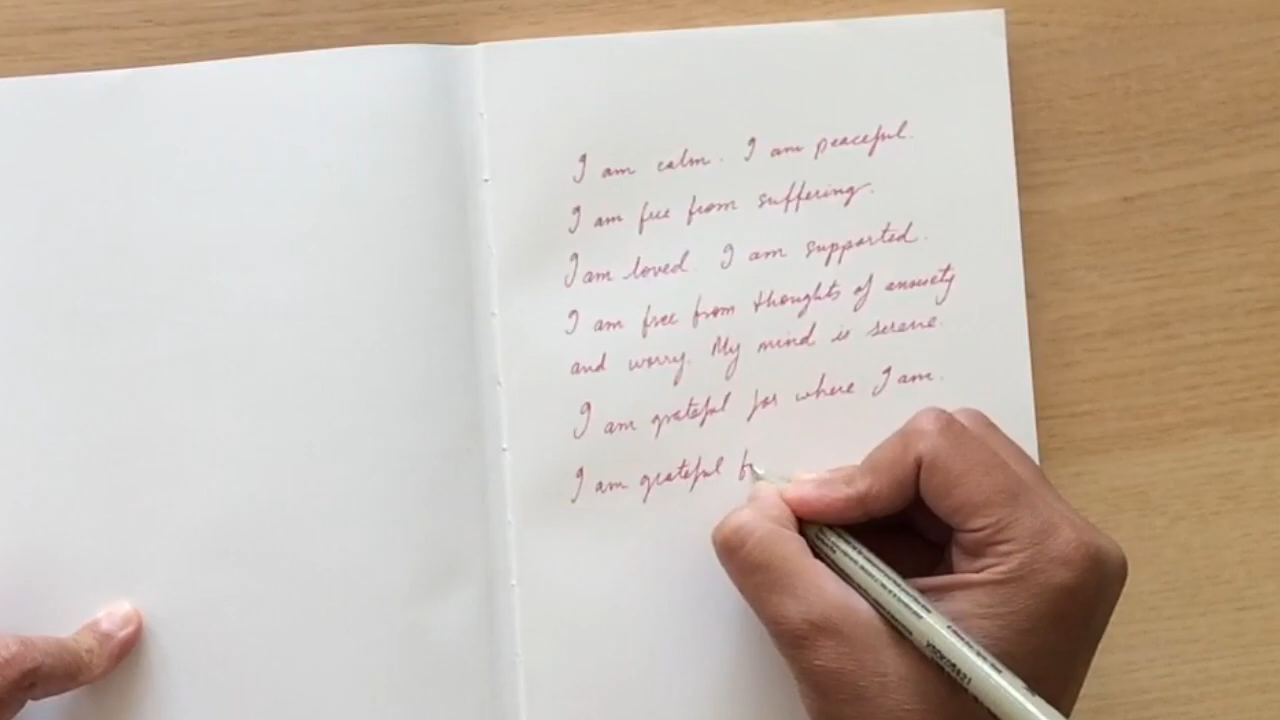 I am calm. I am peaceful.
I am free from suffering.
I am loved. I am supported.
I am free from thoughts of anxiety
and worry. My mind is serene.
I am grateful for where I am.
I am grateful fo